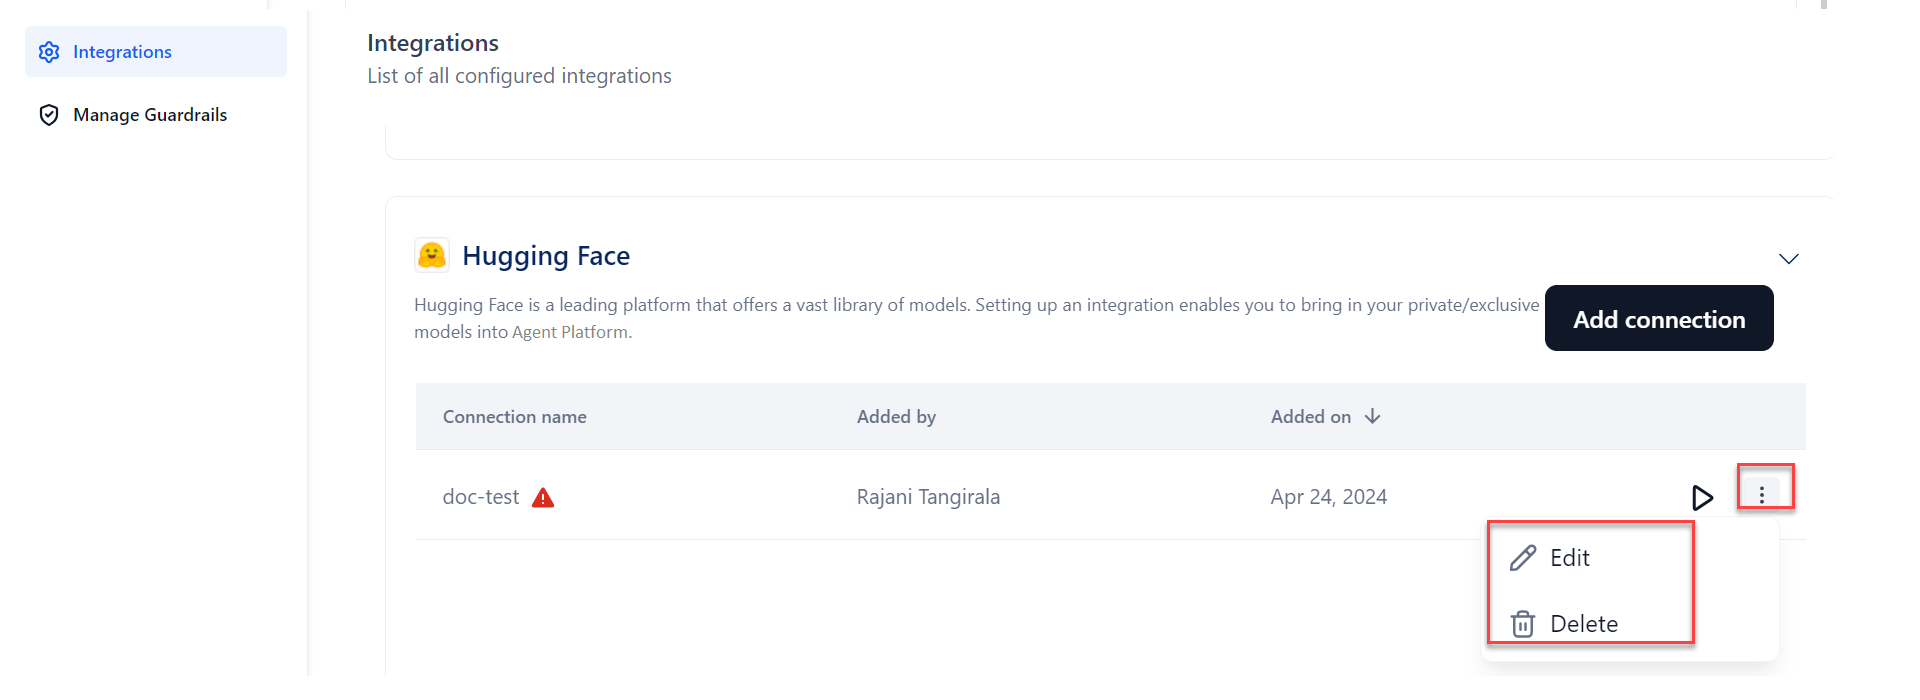 Integrations
Manage Guardrails
Integrations
List of all configured integrations
Hugging Face
Hugging Face is a leading platform that offers a vast library of models. Setting up an integration enables you to bring in your private/exclusive
models into Agent Platform.
Add connection
Connection name Added by Added on
doc-test Rajani Tangirala Apr 24, 2024
Edit
Delete